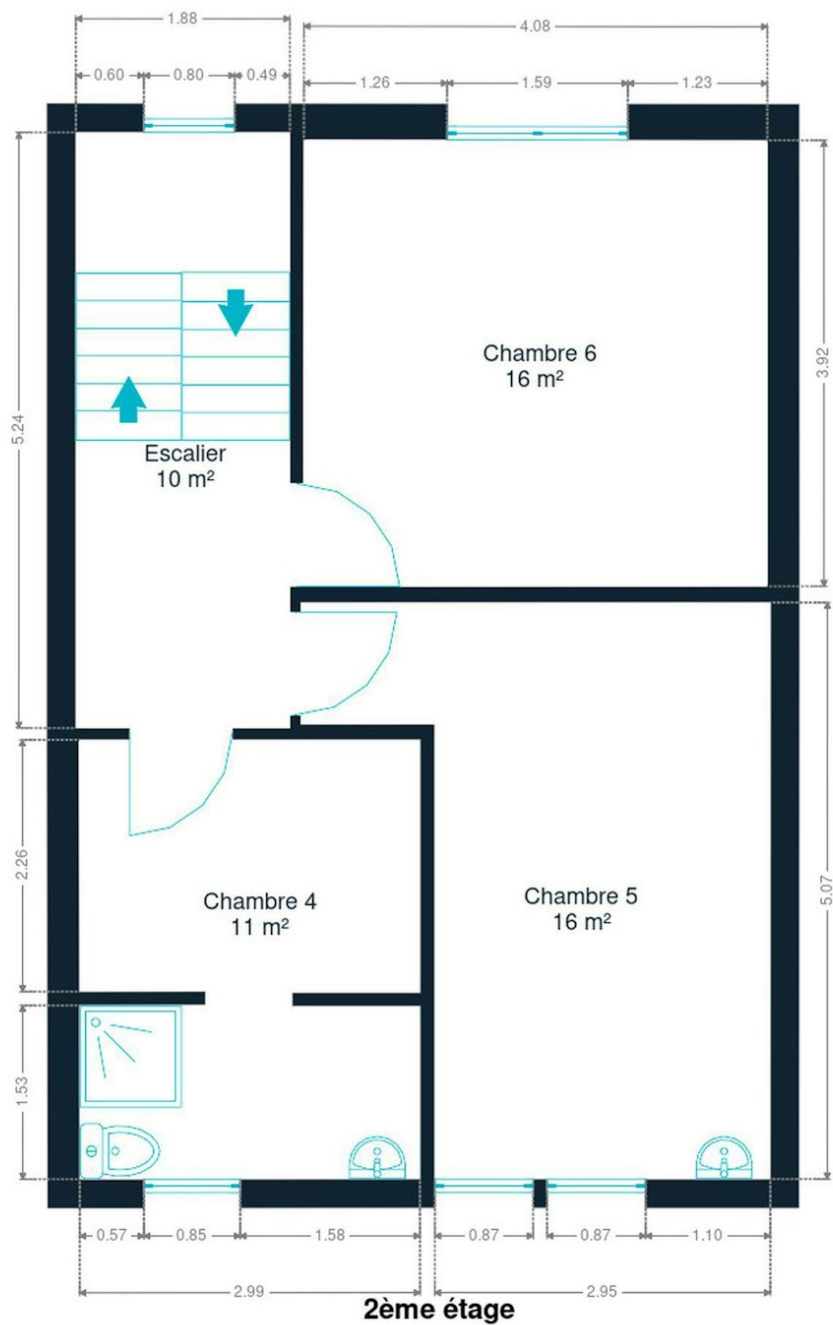 1.88
4.08
0.60
0.80
0.49
1.26
1.59
1.23
5.24
3.92
Chambre 6
16 m²
Escalier
10 m²
2.26
5.07
Chambre 4
11 m²
Chambre 5
16 m²
1.53
0.57
0.85
1.58
0.87
0.87
1.10
2.99
2.95
2ème étage